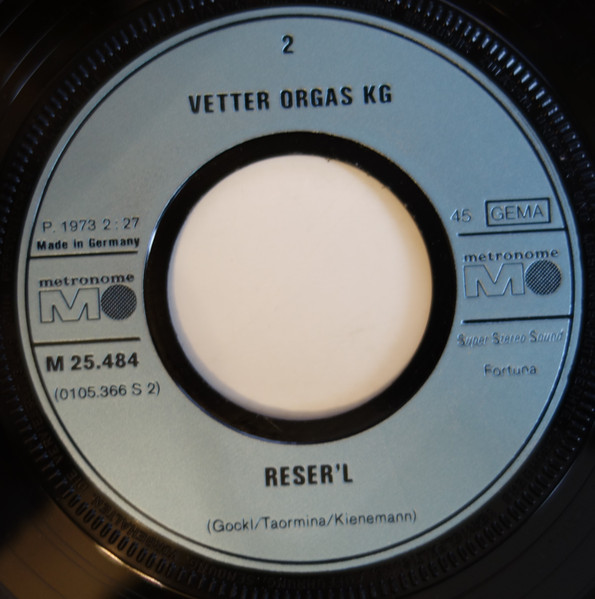 2
VETTER ORGAS KG
P. 1973 2:27
Made in Germany
metronome
M 25.484
(0105.366 S 2)
45 GEMA
metronome
Super Stereo Sound
Fortuna
RESER'L
(Gockl/Taormina/Kienemann)